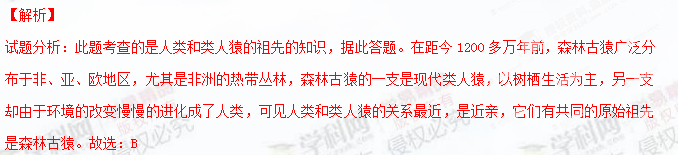 【解析】
试题分析：此题考查的是人类和类人猿的祖先的知识，据此答题。在距今 1200 多万年前，森林古猿广泛分
布于非、亚、欧地区，尤其是非洲的热带丛林，森林古猿的一支是现代类人猿，以树栖生活为主，另一支
却由于环境的改变慢慢的进化成了人类，可见人类和类人猿的关系最近，是近亲，它们有共同的原始祖先
是森林古猿。故选：B